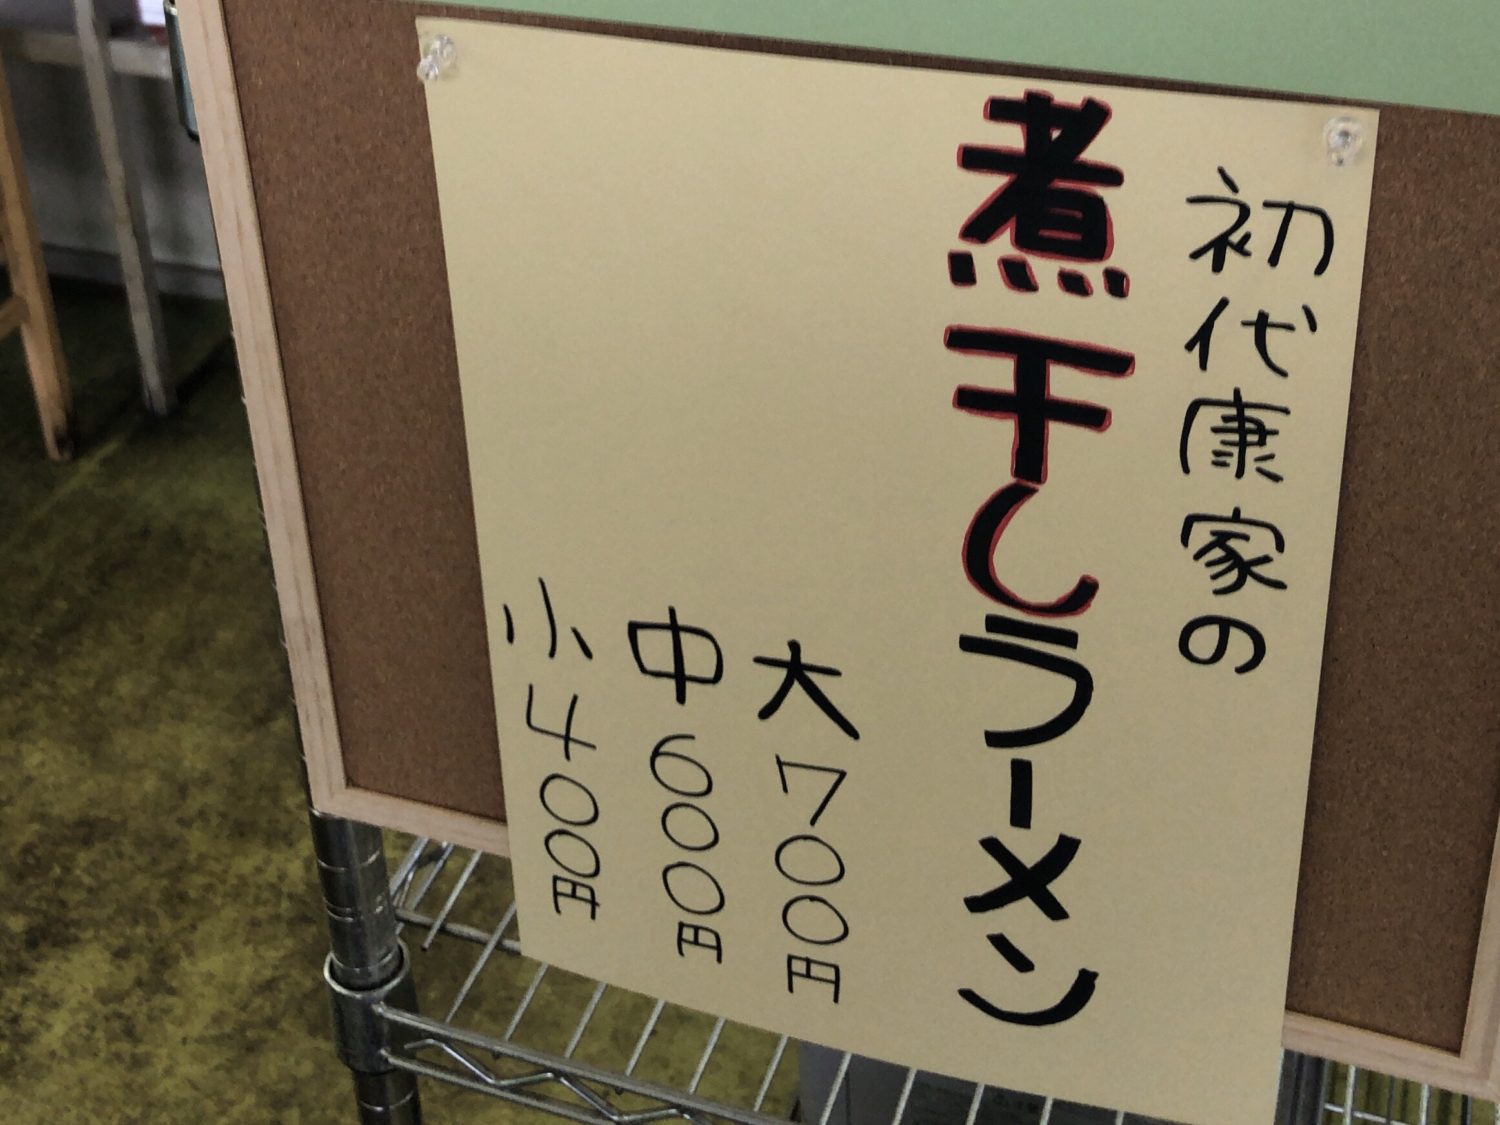 初代康家の
煮干しラーメン
大 700円
中 600円
小 400円